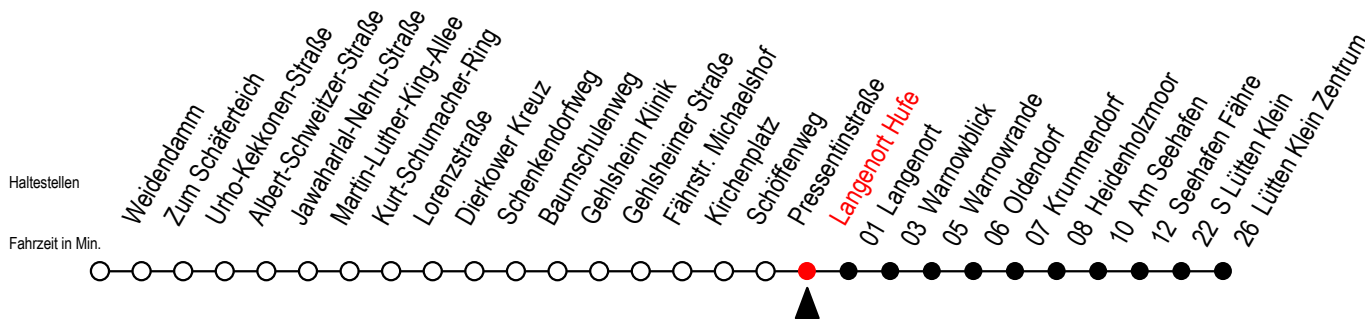 Weidendamm
Zum Schäferteich
Urho-Kekkonen-Straße
Albert-Schweitzer-Straße
Jawaharlal-Nehru-Straße
Martin-Luther-King-Allee
Kurt-Schumacher-Ring
Lorenzstraße
Dierkower Kreuz
Schenkendorfweg
Baumschulenweg
Gehlsheim Klinik
Gehlsheimer Straße
Fährstr. Michaelshof
Kirchenplatz
Schöffenweg
Pressentinstraße
Langenort Hufe
01 Langenort
03 Warnowblick
05 Warnowrande
06 Oldendorf
07 Krummendorf
08 Heidenholzmoor
10 Am Seehafen
12 Seehafen Fähre
22 S Lütten Klein
26 Lütten Klein Zentrum
Haltestellen
Fahrzeit in Min.